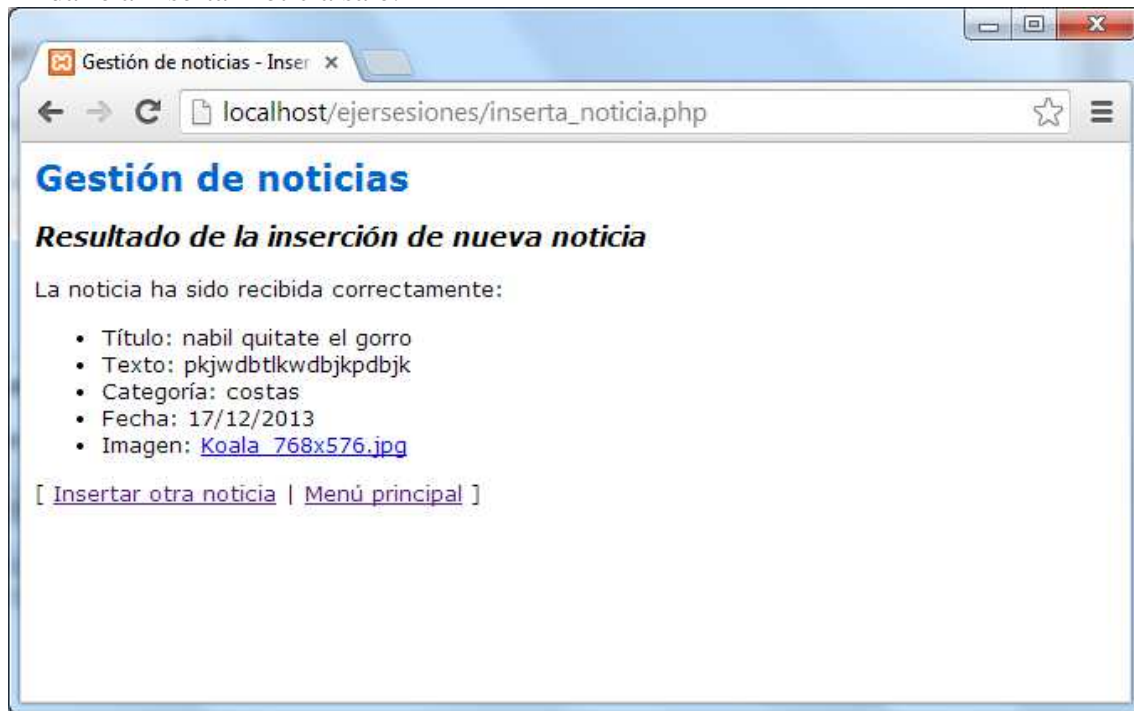 Gestión de noticias - Inser
localhost/ejersesiones/inserta_noticia.php
Gestión de noticias
Resultado de la inserción de nueva noticia
La noticia ha sido recibida correctamente:
• Título: nabil quitate el gorro
• Texto: pkjwdbtlkwdbjkpdbjk
• Categoría: costas
• Fecha: 17/12/2013
• Imagen: Koala_768x576.jpg
[ Insertar otra noticia | Menú principal ]